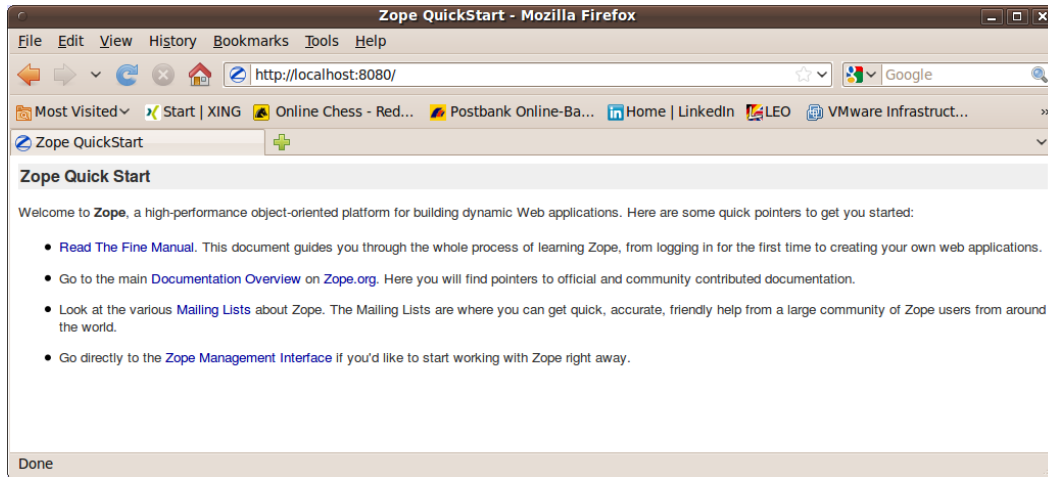 Zope QuickStart - Mozilla Firefox
File Edit View History Bookmarks Tools Help
http://localhost:8080/
Google
Most Visited Start | XING Online Chess - Red... Postbank Online-Ba... Home | LinkedIn LEO VMware Infrastruct... »
Zope QuickStart
Zope Quick Start
Welcome to Zope, a high-performance object-oriented platform for building dynamic Web applications. Here are some quick pointers to get you started:
Read The Fine Manual. This document guides you through the whole process of learning Zope, from logging in for the first time to creating your own web applications.
Go to the main Documentation Overview on Zope.org. Here you will find pointers to official and community contributed documentation.
Look at the various Mailing Lists about Zope. The Mailing Lists are where you can get quick, accurate, friendly help from a large community of Zope users from around
the world.
Go directly to the Zope Management Interface if you'd like to start working with Zope right away.
Done